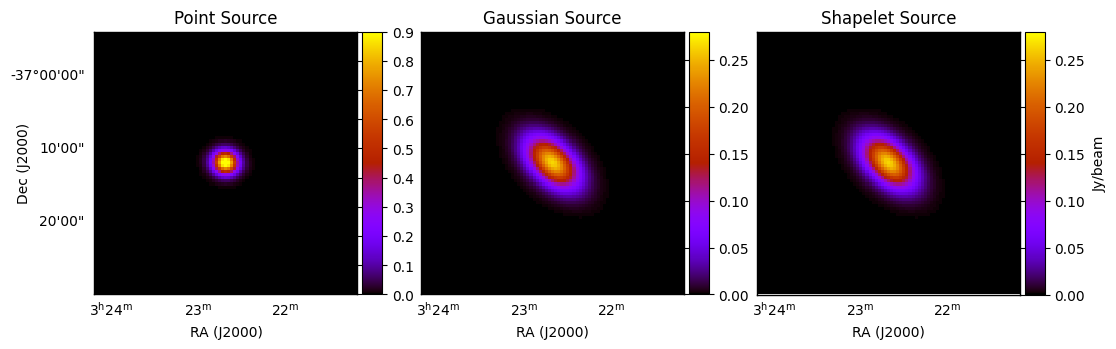 Point Source
Gaussian Source
Shapelet Source
Dec (J2000)
-37°00'00"
10'00"
20'00"
0.9
0.8
0.7
0.6
0.5
0.4
0.3
0.2
0.1
0.0
0.25
0.20
0.15
0.10
0.05
0.00
0.25
0.20
0.15
0.10
0.05
0.00
Jy/beam
3ʰ24ᵐ 23ᵐ 22ᵐ
3ʰ24ᵐ 23ᵐ 22ᵐ
3ʰ24ᵐ 23ᵐ 22ᵐ
RA (J2000)
RA (J2000)
RA (J2000)